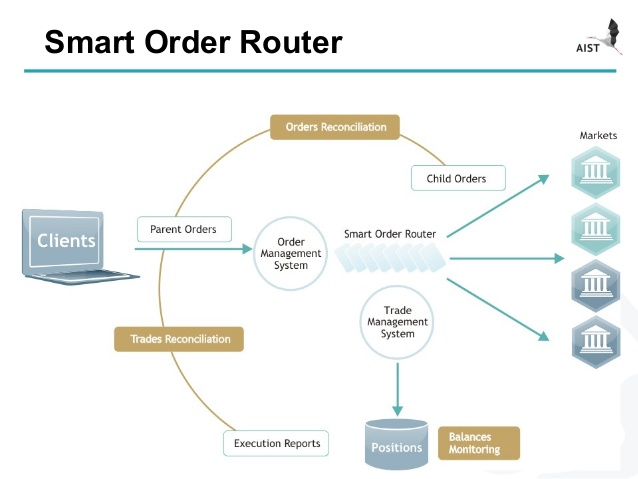 Smart Order Router
AIST
Orders Reconciliation
Markets
Child Orders
Parent Orders
Clients
Order
Management
System
Smart Order Router
Trade
Management
System
Trades Reconciliation
Execution Reports
Positions
Balances
Monitoring